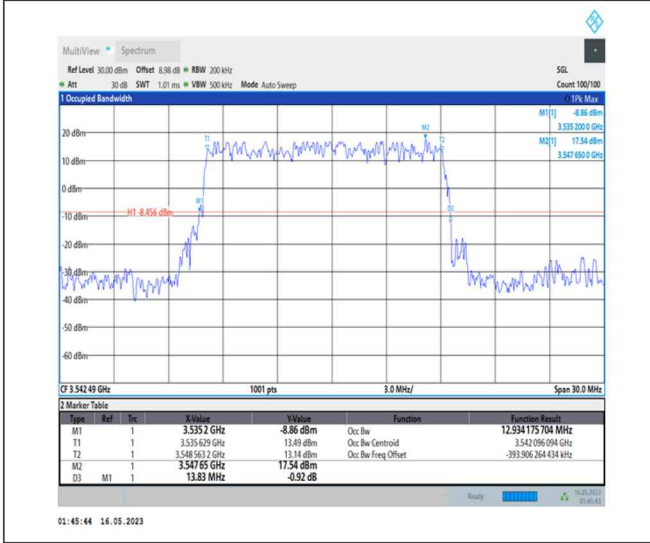 MultiView Spectrum
Ref Level 30.00 dBm Offset 8.98 dB RBW 200 kHz SGL
Att 30 dB SWT 1.01 ms VBW 500 kHz Mode Auto Sweep Count 100/100
1 Occupied Bandwidth 1Pk Max
M1[1] -8.86 dBm
3.535 200 0 GHz
M2[1] 17.54 dBm
3.547 650 0 GHz
M2
20 dBm
T1 T2
10 dBm
0 dBm
M1
D3
H1 -8.456 dBm
-10 dBm
-20 dBm
-30 dBm
-40 dBm
-50 dBm
-60 dBm
CF 3.542 49 GHz 1001 pts 3.0 MHz/ Span 30.0 MHz
2 Marker Table
Type Ref Trc X-Value Y-Value Function Function Result
M1 1 3.535 2 GHz -8.86 dBm Occ Bw 12.934 175 704 MHz
T1 1 3.535 629 GHz 13.49 dBm Occ Bw Centroid 3.542 096 094 GHz
T2 1 3.548 563 2 GHz 13.14 dBm Occ Bw Freq Offset -393.906 264 434 kHz
M2 1 3.547 65 GHz 17.54 dBm
D3 M1 1 13.83 MHz -0.92 dB
Ready 16.05.2023
01:45:43
01:45:44 16.05.2023